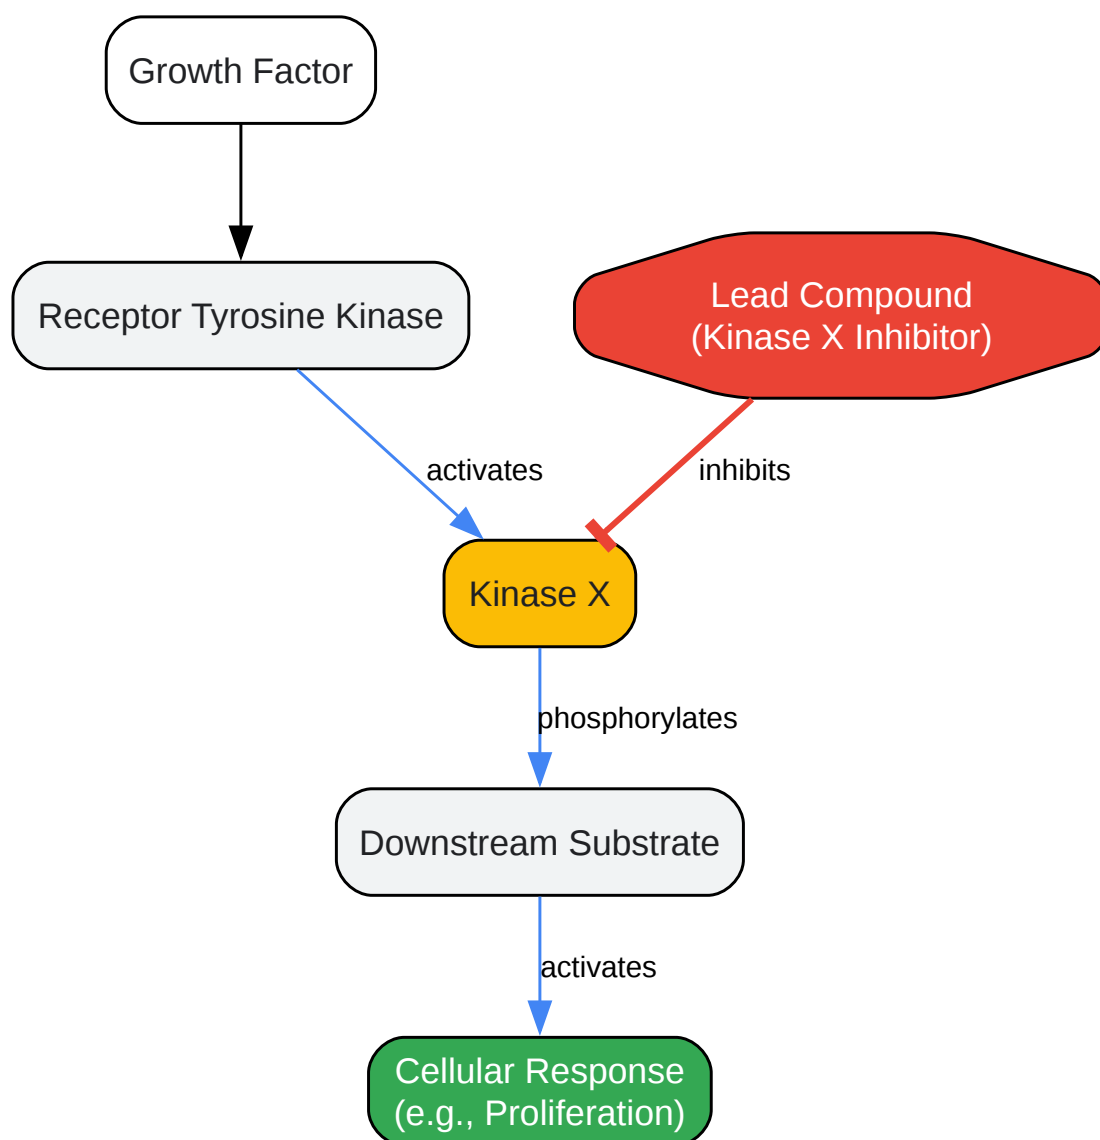 Growth Factor
Receptor Tyrosine Kinase
Lead Compound
(Kinase X Inhibitor)
activates
inhibits
Kinase X
phosphorylates
Downstream Substrate
activates
Cellular Response
(e.g., Proliferation)